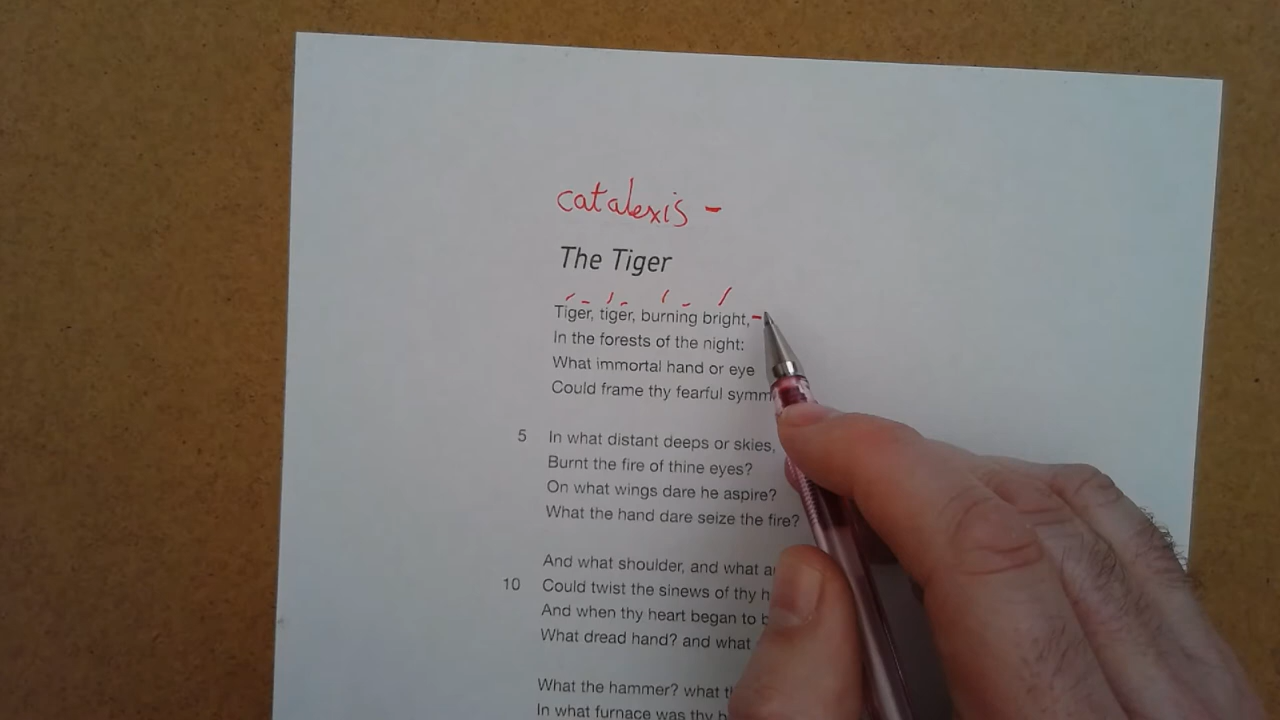 catalexis -
The Tiger
Tiger, tiger, burning bright,
In the forests of the night:
What immortal hand or eye
Could frame thy fearful symm
5 In what distant deeps or skies,
Burnt the fire of thine eyes?
On what wings dare he aspire?
What the hand dare seize the fire?
And what shoulder, and what a
10 Could twist the sinews of thy h
And when thy heart began to b
What dread hand? and what
What the hammer? what t
In what furnace was thy b